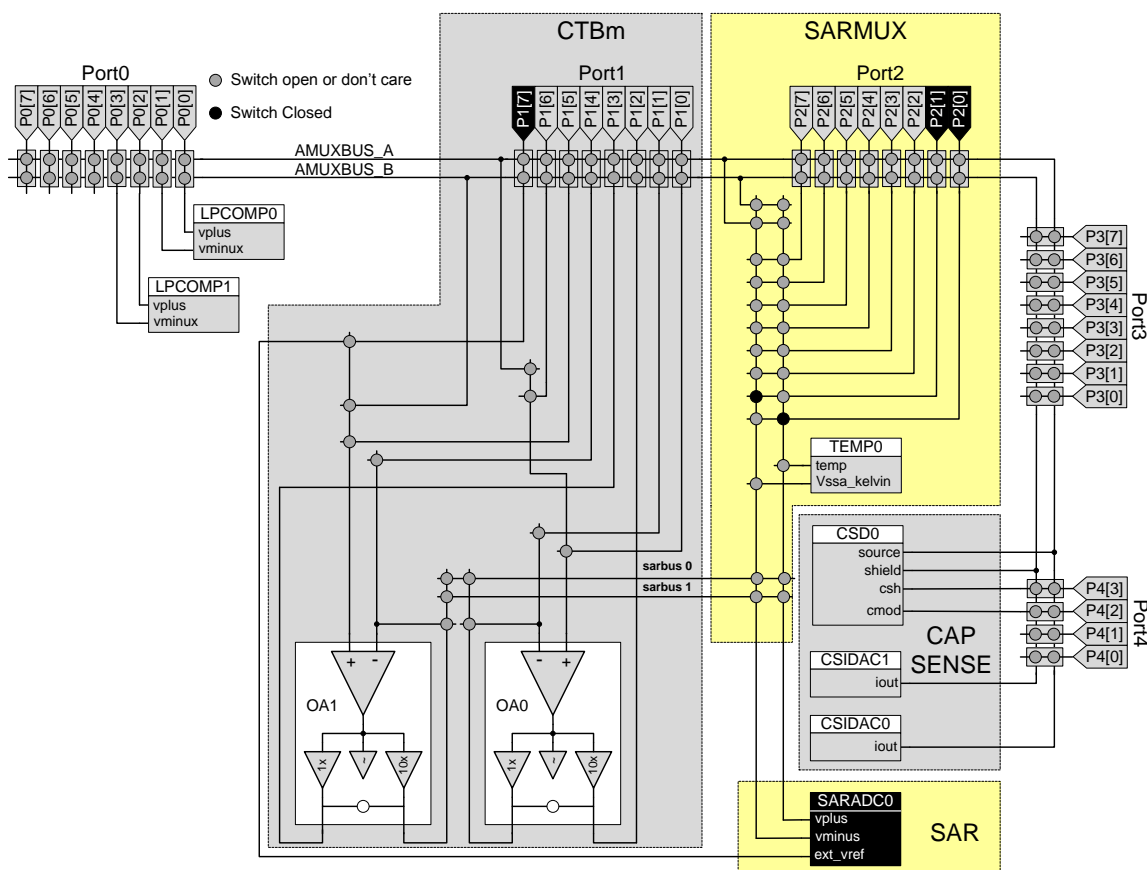 CTBm
SARMUX
Port0
Switch open or don't care
Switch Closed
Port1
Port2
P0[7]
P0[6]
P0[5]
P0[4]
P0[3]
P0[2]
P0[1]
P0[0]
P1[7]
P1[6]
P1[5]
P1[4]
P1[3]
P1[2]
P1[1]
P1[0]
P2[7]
P2[6]
P2[5]
P2[4]
P2[3]
P2[2]
P2[1]
P2[0]
AMUXBUS_A
AMUXBUS_B
LPCOMP0
vplus
vminux
LPCOMP1
vplus
vminux
P3[7]
P3[6]
P3[5]
P3[4]
P3[3]
P3[2]
P3[1]
P3[0]
Port3
TEMP0
temp
Vssa_kelvin
CSD0
source
shield
csh
cmod
sarbus 0
sarbus 1
P4[3]
P4[2]
P4[1]
P4[0]
Port4
CAP
SENSE
CSIDAC1
iout
CSIDAC0
iout
+ -
OA1
1x
~
10x
- +
OA0
1x
~
10x
SARADC0
vplus
vminus
ext_vref
SAR